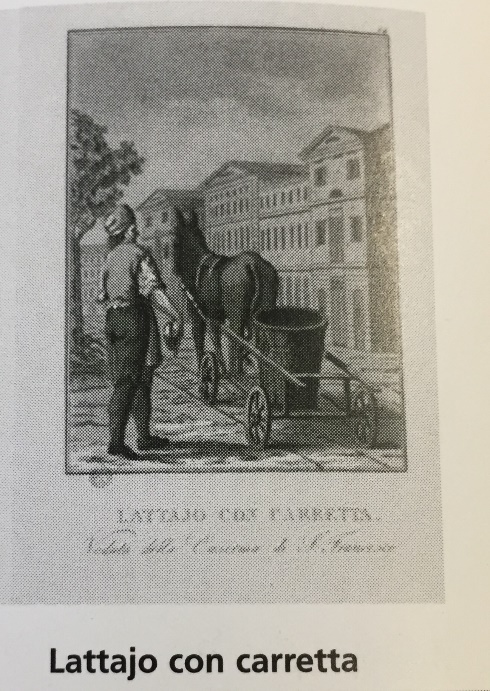 LATTAJO CON CARRETTA.
Veduta della Caserma di S. Francesco
Lattajo con carretta